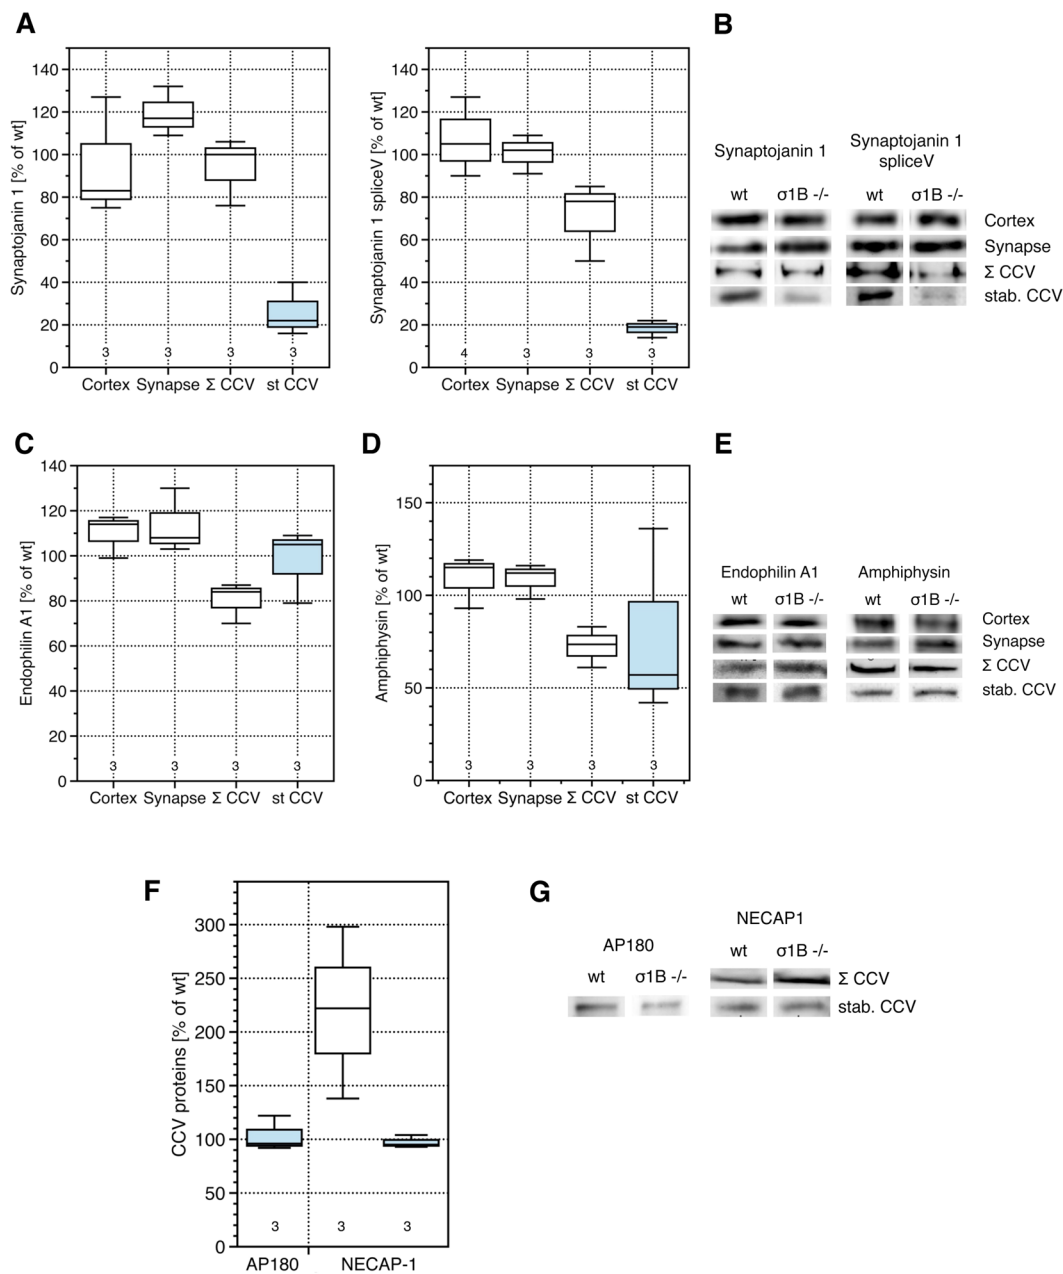 A
Synaptojanin 1 [% of wt]
140
120
100
80
60
40
20
0
3 3 3 3
Cortex Synapse Σ CCV st CCV
Synaptojanin 1 spliceV [% of wt]
140
120
100
80
60
40
20
0
4 3 3 3
Cortex Synapse Σ CCV st CCV
B
Synaptojanin 1
Synaptojanin 1
spliceV
wt σ1B -/- wt σ1B -/-
Cortex
Synapse
Σ CCV
stab. CCV
C
Endophilin A1 [% of wt]
140
120
100
80
60
40
20
0
3 3 3 3
Cortex Synapse Σ CCV st CCV
D
Amphiphysin [% of wt]
150
100
50
0
3 3 3 3
Cortex Synapse Σ CCV st CCV
E
Endophilin A1 Amphiphysin
wt σ1B -/- wt σ1B -/-
Cortex
Synapse
Σ CCV
stab. CCV
F
CCV proteins [% of wt]
300
250
200
150
100
50
0
3 3 3
AP180 NECAP-1
G
NECAP1
AP180
wt σ1B -/-
wt σ1B -/-
Σ CCV
stab. CCV